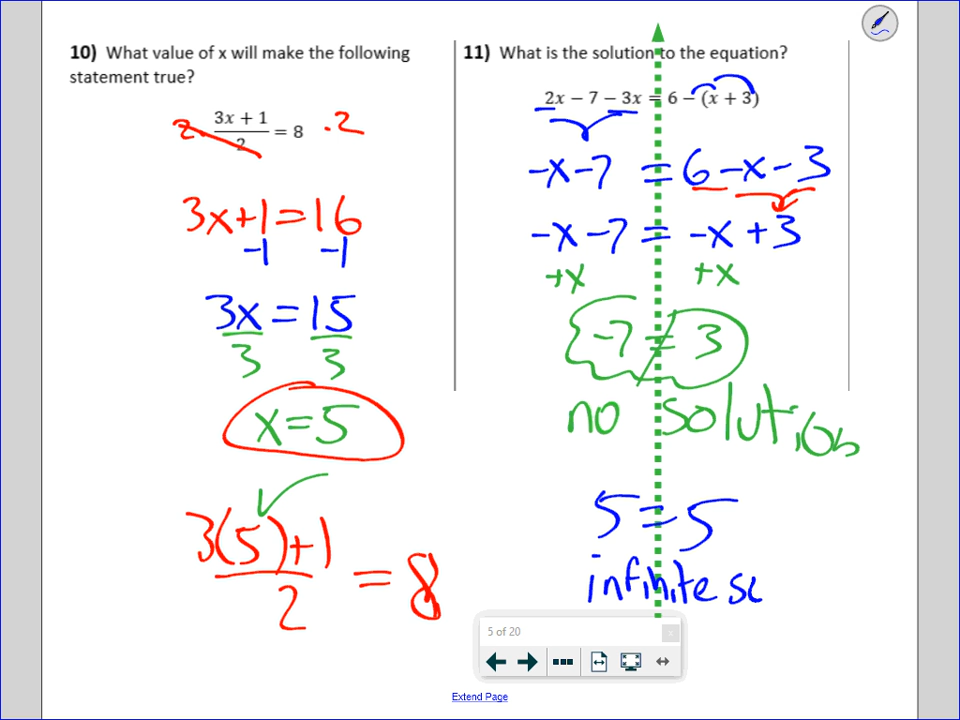 10) What value of x will make the following
statement true?
2 · (3x + 1)/2 = 8 · 2
3x+1=16
-1 -1
3x=15
3 3
x=5
(3(5)+1)/2 = 8
11) What is the solution to the equation?
2x − 7 − 3x = 6 − (x + 3)
-x-7 = 6-x-3
-x-7 = -x+3
+x +x
-7 = 3
no solution
5=5
infinite so
5 of 20
x
Extend Page